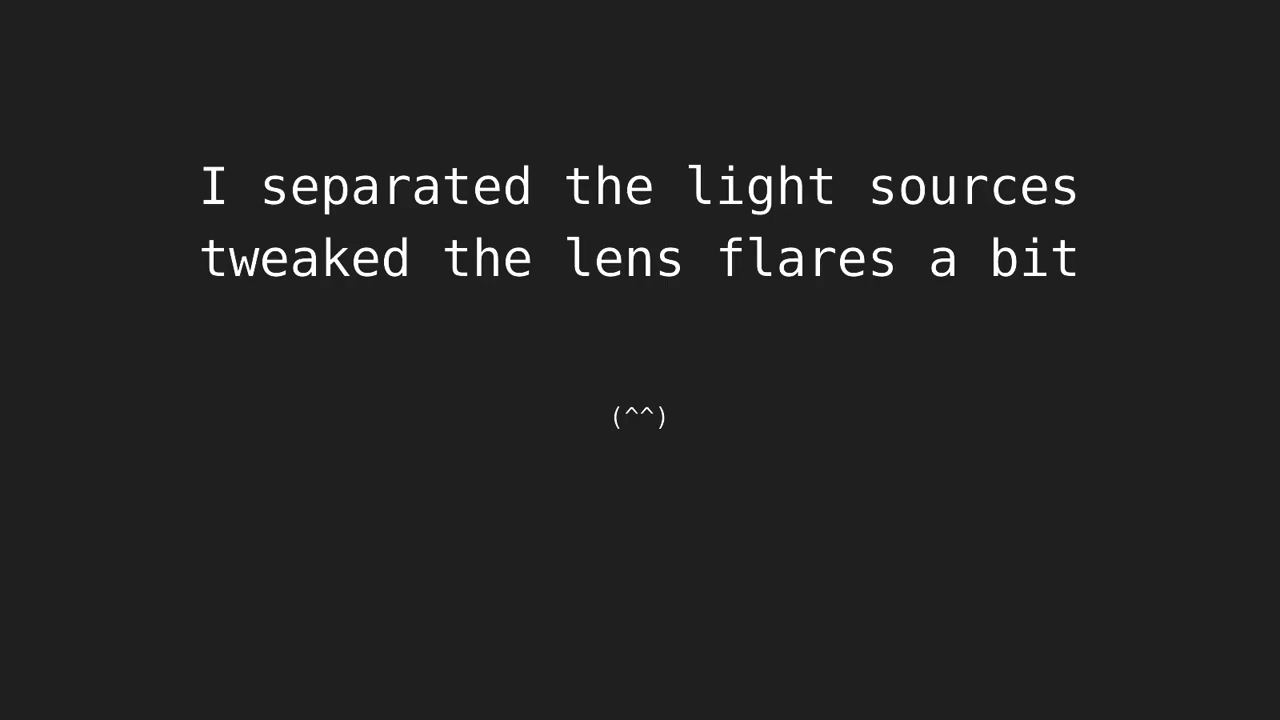 I separated the light sources
tweaked the lens flares a bit
(^^)